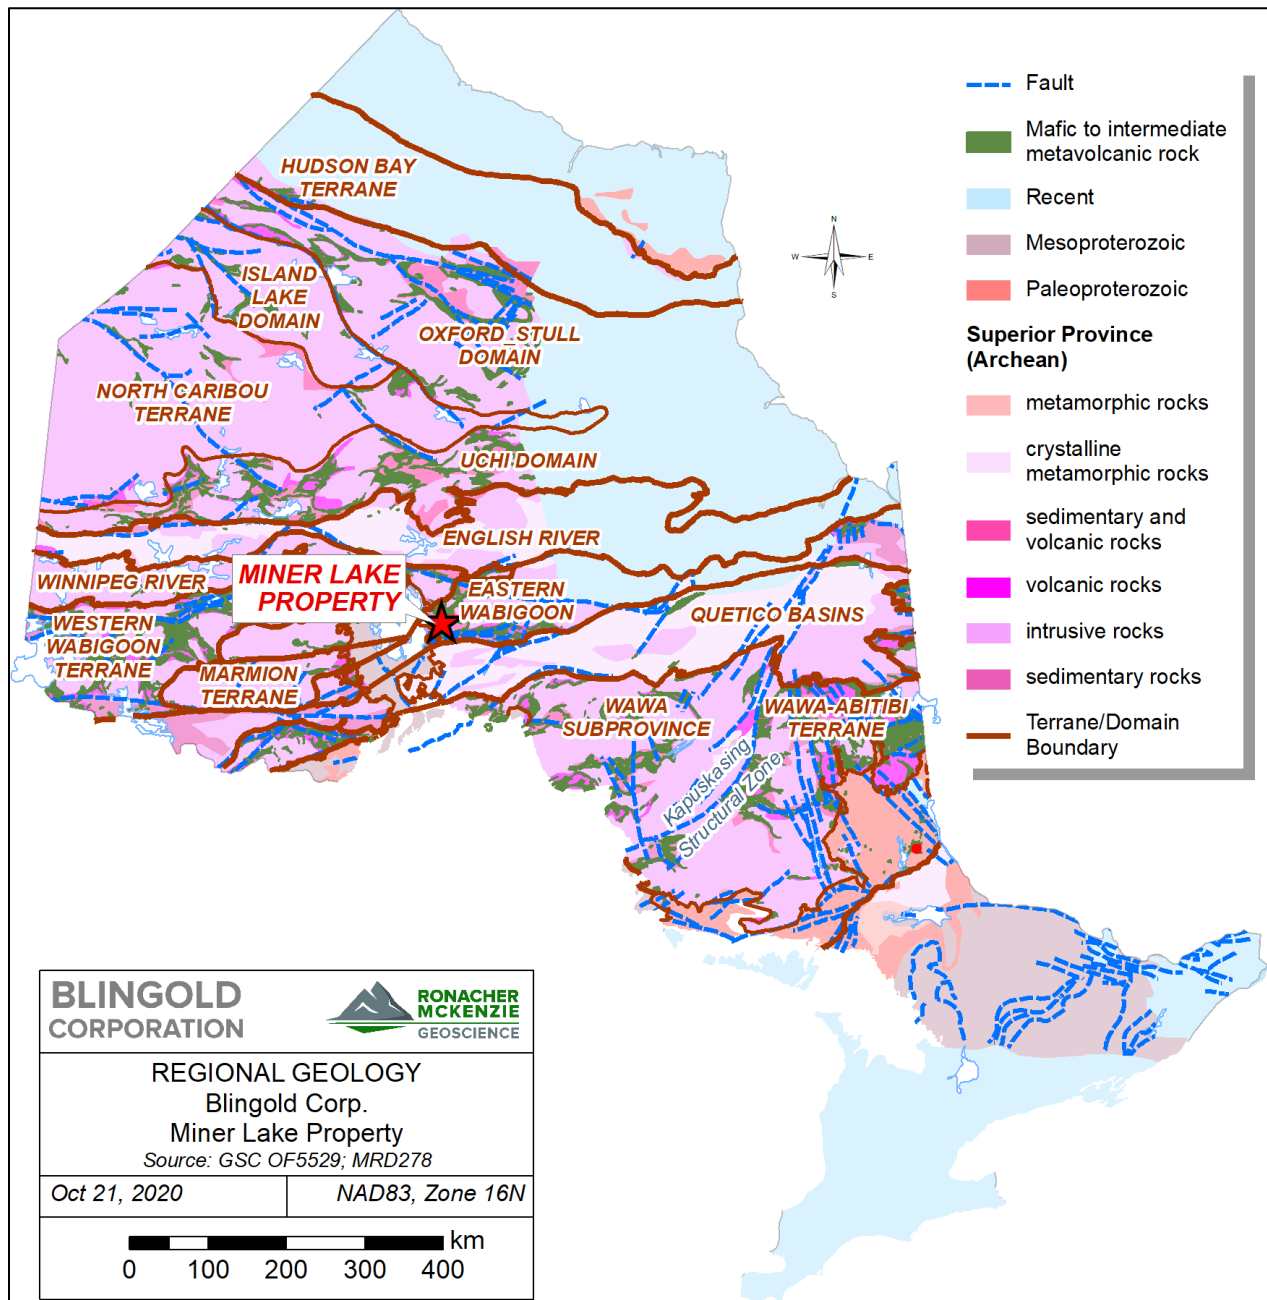 HUDSON BAY
TERRANE
ISLAND
LAKE
DOMAIN
OXFORD_STULL
DOMAIN
NORTH CARIBOU
TERRANE
UCHI DOMAIN
ENGLISH RIVER
WINNIPEG RIVER
MINER LAKE
PROPERTY
EASTERN
WABIGOON
QUETICO BASINS
WESTERN
WABIGOON
TERRANE
MARMION
TERRANE
WAWA
SUBPROVINCE
WAWA-ABITIBI
TERRANE
Kapuskasing
Structural Zone
N
W
E
S
Fault
Mafic to intermediate
metavolcanic rock
Recent
Mesoproterozoic
Paleoproterozoic
Superior Province
(Archean)
metamorphic rocks
crystalline
metamorphic rocks
sedimentary and
volcanic rocks
volcanic rocks
intrusive rocks
sedimentary rocks
Terrane/Domain
Boundary
BLINGOLD
CORPORATION
RONACHER
MCKENZIE
GEOSCIENCE
REGIONAL GEOLOGY
Blingold Corp.
Miner Lake Property
Source: GSC OF5529; MRD278
Oct 21, 2020
NAD83, Zone 16N
km
0 100 200 300 400